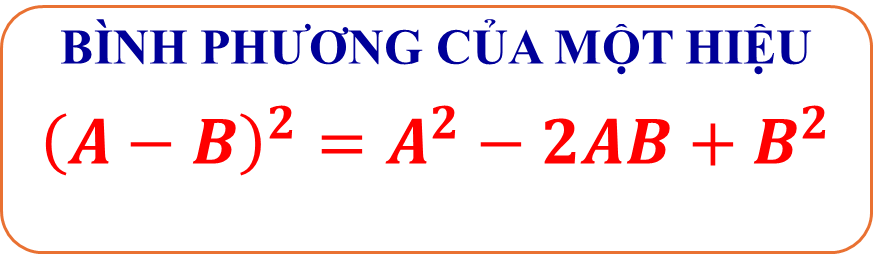 BÌNH PHƯƠNG CỦA MỘT HIỆU
(A − B)² = A² − 2AB + B²